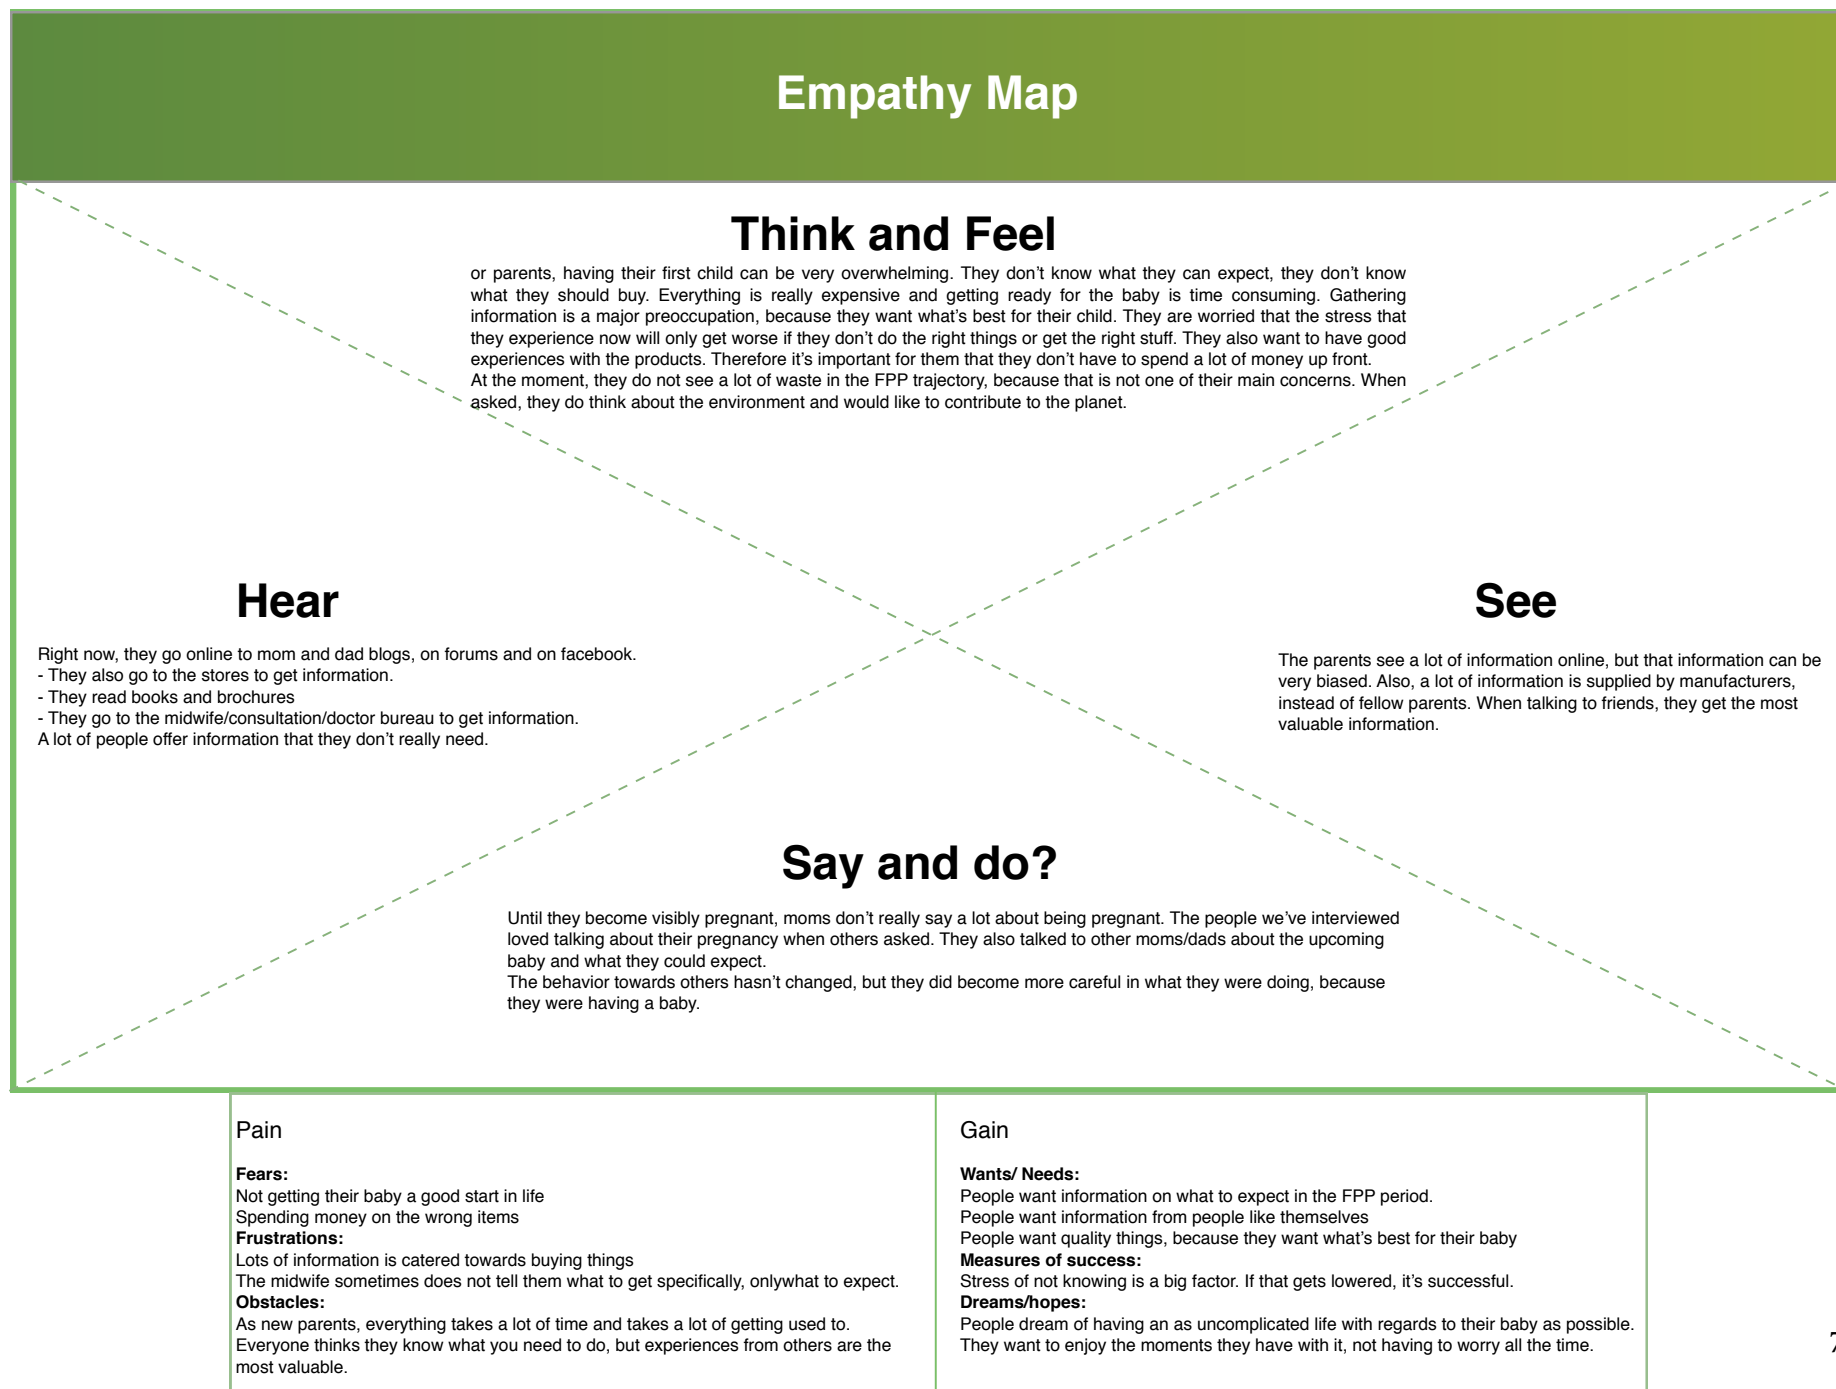 Empathy Map
Think and Feel
or parents, having their first child can be very overwhelming. They don't know what they can expect, they don't know
what they should buy. Everything is really expensive and getting ready for the baby is time consuming. Gathering
information is a major preoccupation, because they want what's best for their child. They are worried that the stress that
they experience now will only get worse if they don't do the right things or get the right stuff. They also want to have good
experiences with the products. Therefore it's important for them that they don't have to spend a lot of money up front.
At the moment, they do not see a lot of waste in the FPP trajectory, because that is not one of their main concerns. When
asked, they do think about the environment and would like to contribute to the planet.
Hear
Right now, they go online to mom and dad blogs, on forums and on facebook.
- They also go to the stores to get information.
- They read books and brochures
- They go to the midwife/consultation/doctor bureau to get information.
A lot of people offer information that they don't really need.
See
The parents see a lot of information online, but that information can be
very biased. Also, a lot of information is supplied by manufacturers,
instead of fellow parents. When talking to friends, they get the most
valuable information.
Say and do?
Until they become visibly pregnant, moms don't really say a lot about being pregnant. The people we've interviewed
loved talking about their pregnancy when others asked. They also talked to other moms/dads about the upcoming
baby and what they could expect.
The behavior towards others hasn't changed, but they did become more careful in what they were doing, because
they were having a baby.
Pain
Fears:
Not getting their baby a good start in life
Spending money on the wrong items
Frustrations:
Lots of information is catered towards buying things
The midwife sometimes does not tell them what to get specifically, onlywhat to expect.
Obstacles:
As new parents, everything takes a lot of time and takes a lot of getting used to.
Everyone thinks they know what you need to do, but experiences from others are the
most valuable.
Gain
Wants/ Needs:
People want information on what to expect in the FPP period.
People want information from people like themselves
People want quality things, because they want what's best for their baby
Measures of success:
Stress of not knowing is a big factor. If that gets lowered, it's successful.
Dreams/hopes:
People dream of having an as uncomplicated life with regards to their baby as possible.
They want to enjoy the moments they have with it, not having to worry all the time.
7